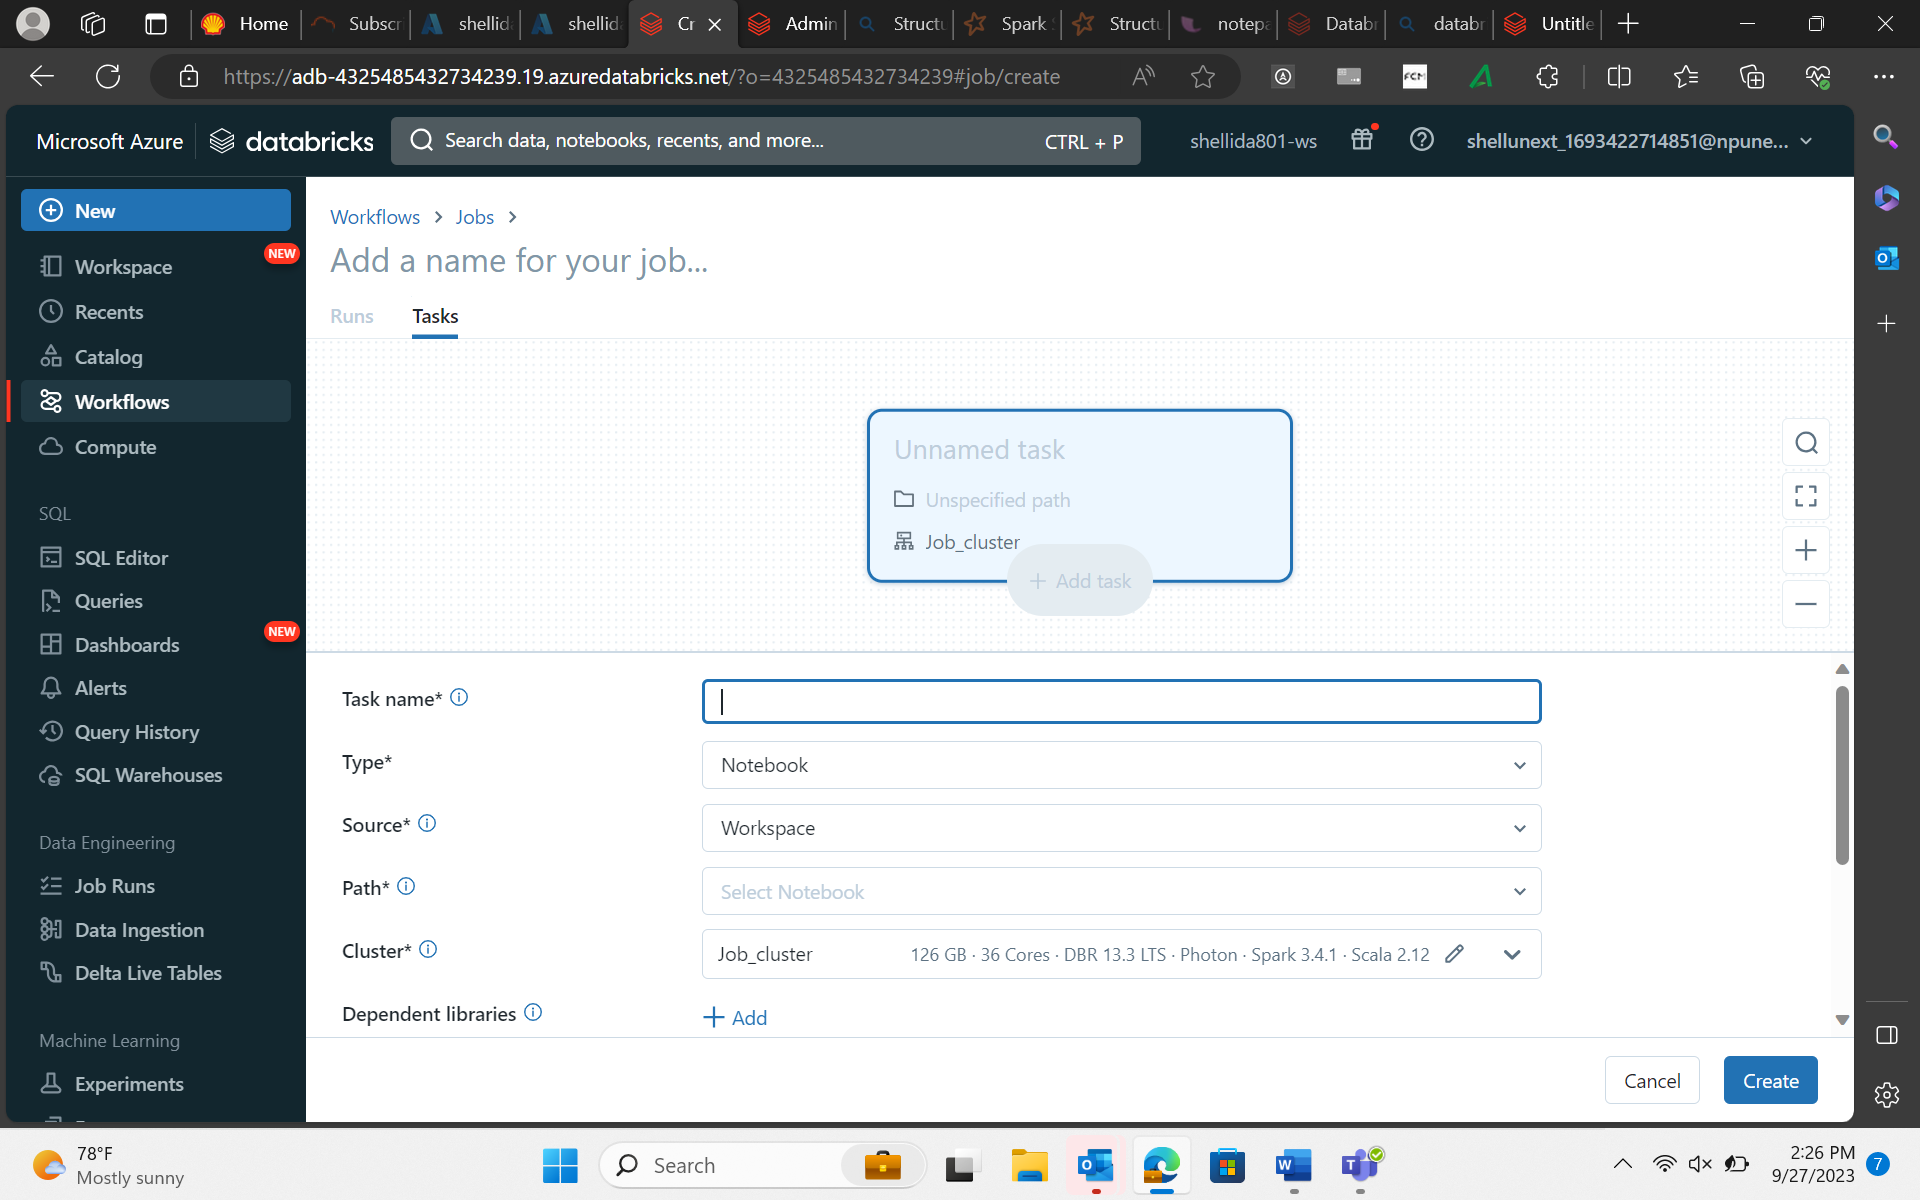 Home
Subscr
shellid
shellid
Cr
Admin
Structu
Spark
Structu
notepa
Databr
databr
Untitle
https://adb-4325485432734239.19.azuredatabricks.net/?o=4325485432734239#job/create
FCM
Microsoft Azure
databricks
Search data, notebooks, recents, and more...
CTRL + P
shellida801-ws
shellunext_1693422714851@npune...
New
Workspace
NEW
Recents
Catalog
Workflows
Compute
SQL
SQL Editor
Queries
Dashboards
NEW
Alerts
Query History
SQL Warehouses
Data Engineering
Job Runs
Data Ingestion
Delta Live Tables
Machine Learning
Experiments
Workflows > Jobs >
Add a name for your job...
Runs
Tasks
Unnamed task
Unspecified path
Job_cluster
+ Add task
Task name*
Type*
Notebook
Source*
Workspace
Path*
Select Notebook
Cluster*
Job_cluster
126 GB · 36 Cores · DBR 13.3 LTS · Photon · Spark 3.4.1 · Scala 2.12
Dependent libraries
+ Add
Cancel
Create
78°F
Mostly sunny
Search
2:26 PM
9/27/2023
7